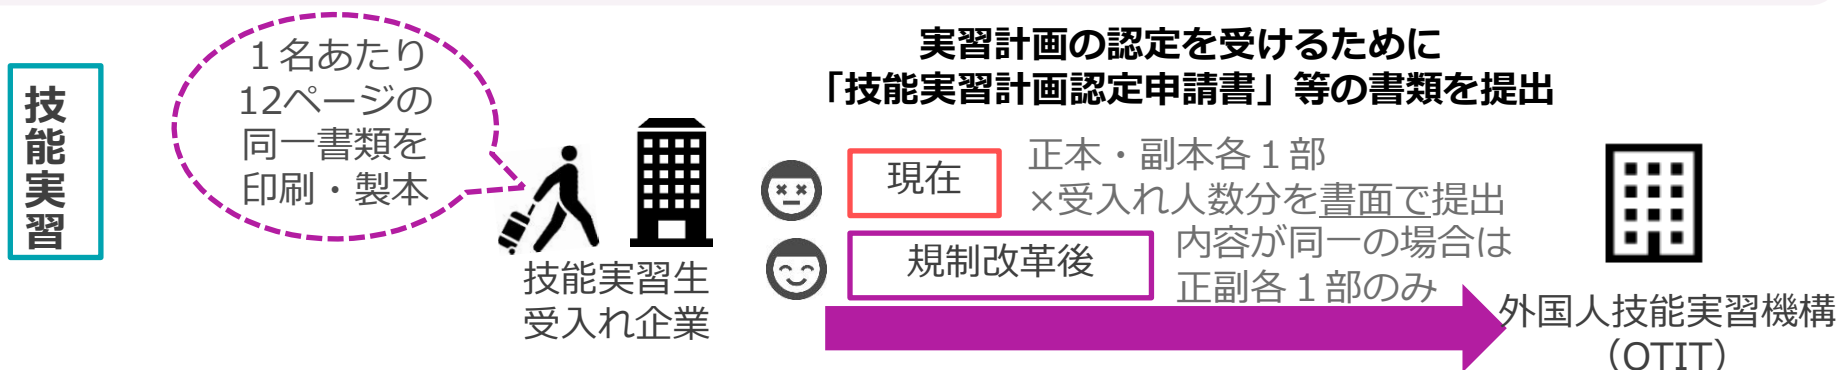 技能実習
１名あたり
12ページの
同一書類を
印刷・製本
技能実習生
受入れ企業
実習計画の認定を受けるために
「技能実習計画認定申請書」等の書類を提出
現在
正本・副本各１部
×受入れ人数分を書面で提出
規制改革後
内容が同一の場合は
正副各１部のみ
外国人技能実習機構
（OTIT）